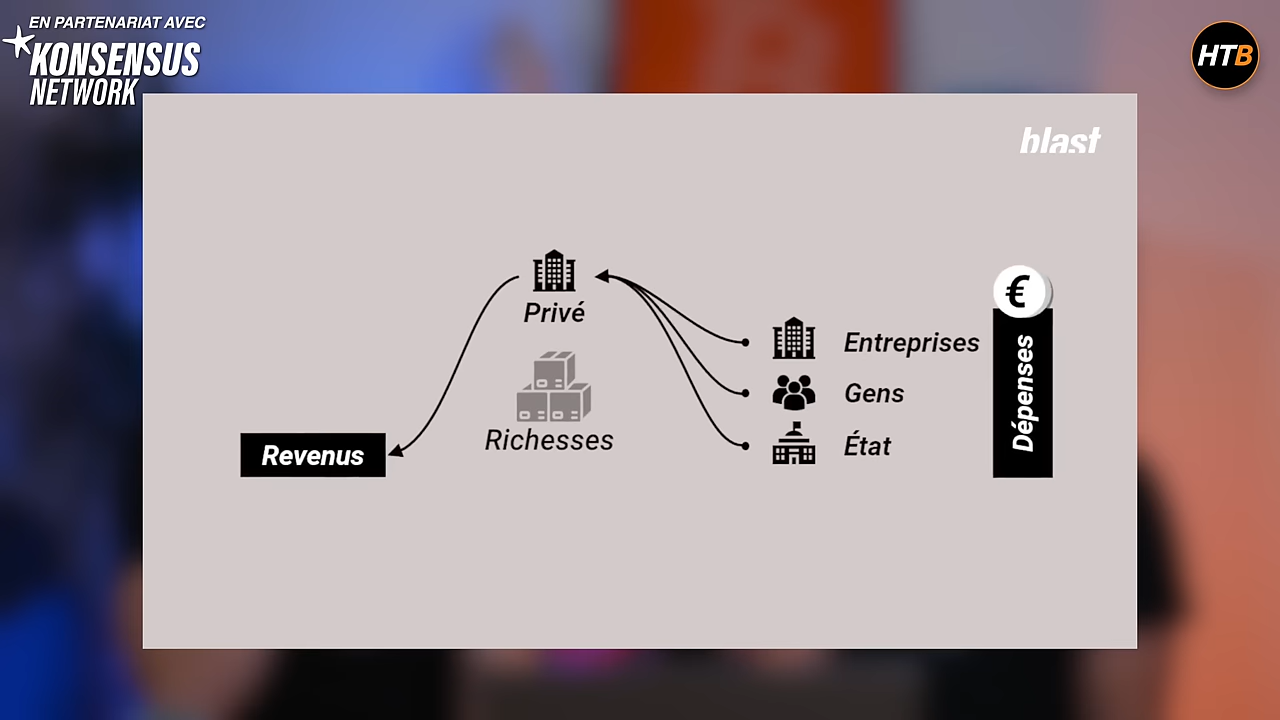 EN PARTENARIAT AVEC
KONSENSUS
NETWORK
HTB
blast
€
Privé
Entreprises
Dépenses
Gens
Richesses
État
Revenus